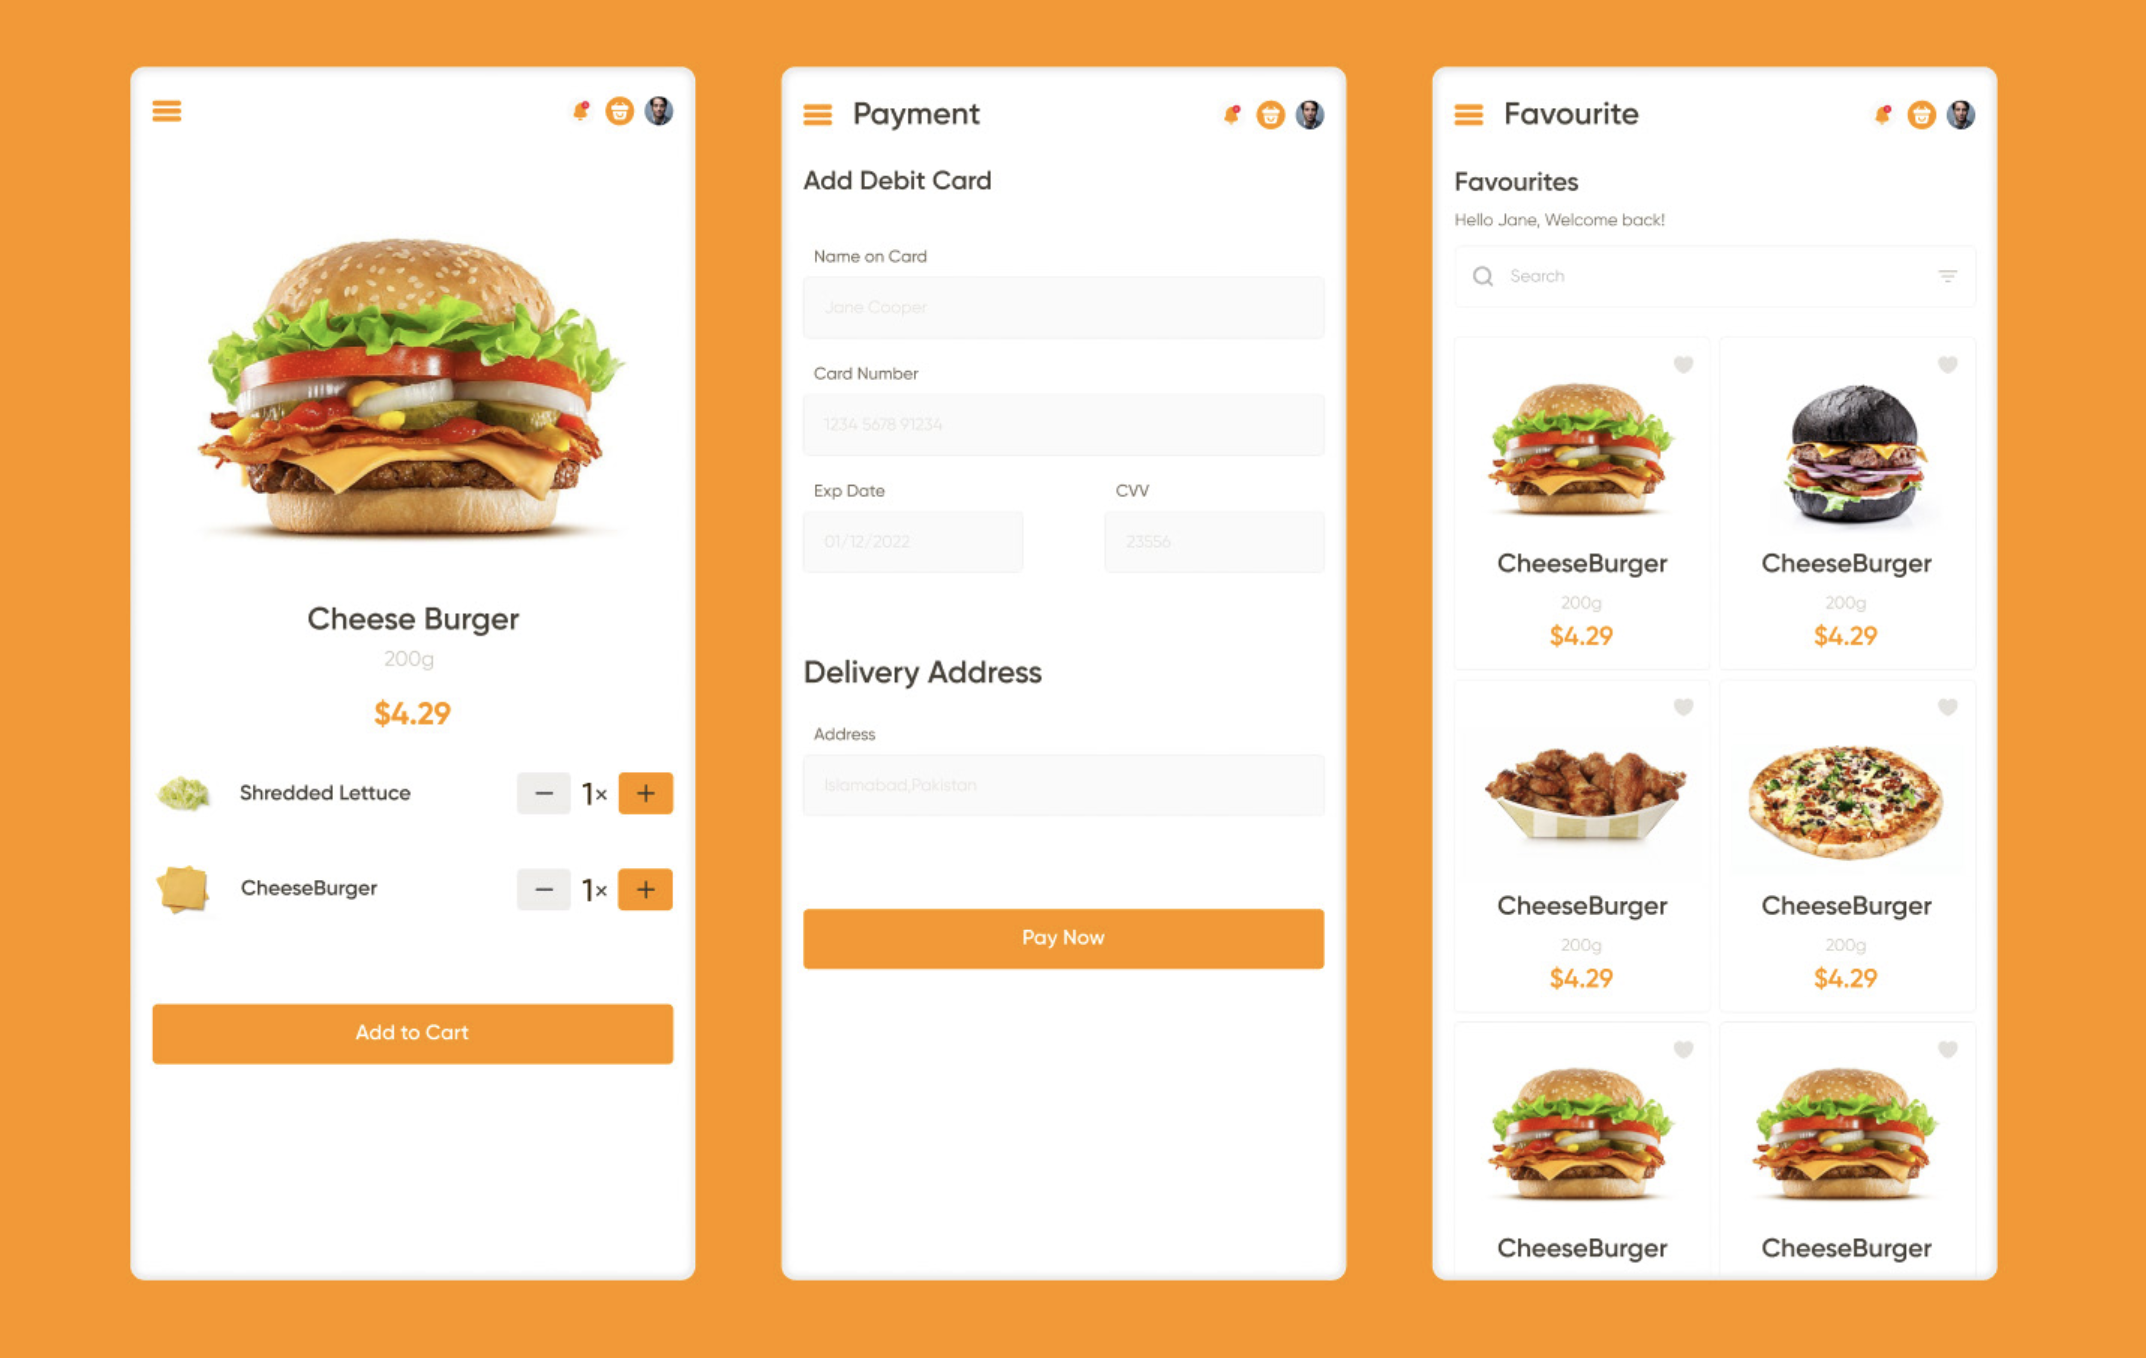 Cheese Burger
200g
$4.29
Shredded Lettuce
− 1× +
CheeseBurger
− 1× +
Add to Cart
Payment
Add Debit Card
Name on Card
Jane Cooper
Card Number
1234 5678 91234
Exp Date CVV
01/12/2022 23556
Delivery Address
Address
Islamabad,Pakistan
Pay Now
Favourite
Favourites
Hello Jane, Welcome back!
Search
CheeseBurger CheeseBurger
200g 200g
$4.29 $4.29
CheeseBurger CheeseBurger
200g 200g
$4.29 $4.29
CheeseBurger CheeseBurger